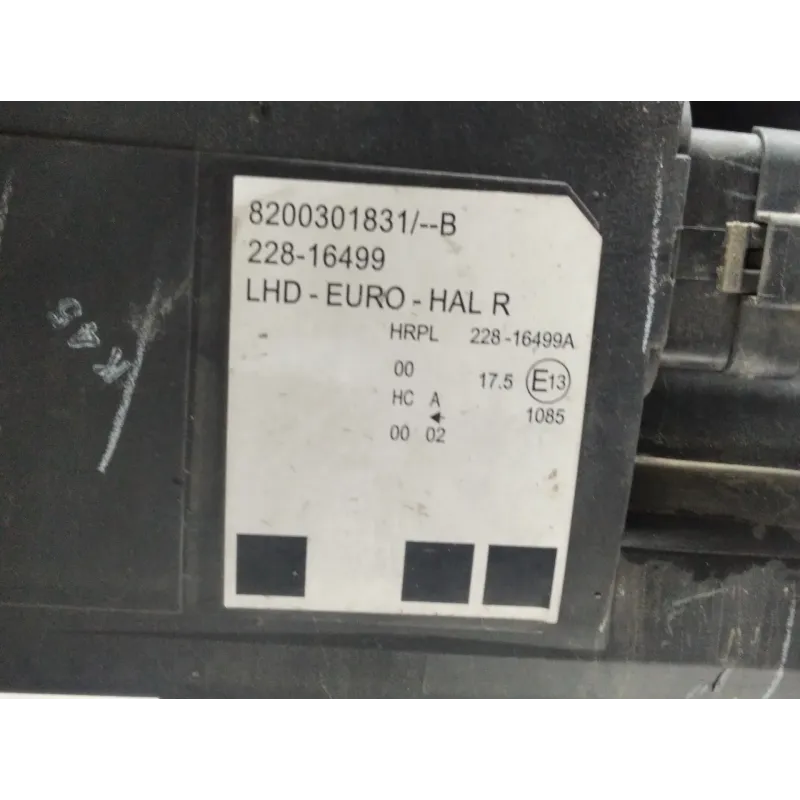 8200301831/--B
228-16499
LHD - EURO - HAL R
HRPL 228-16499A
00 17.5 E13
HC A 1085
00 02